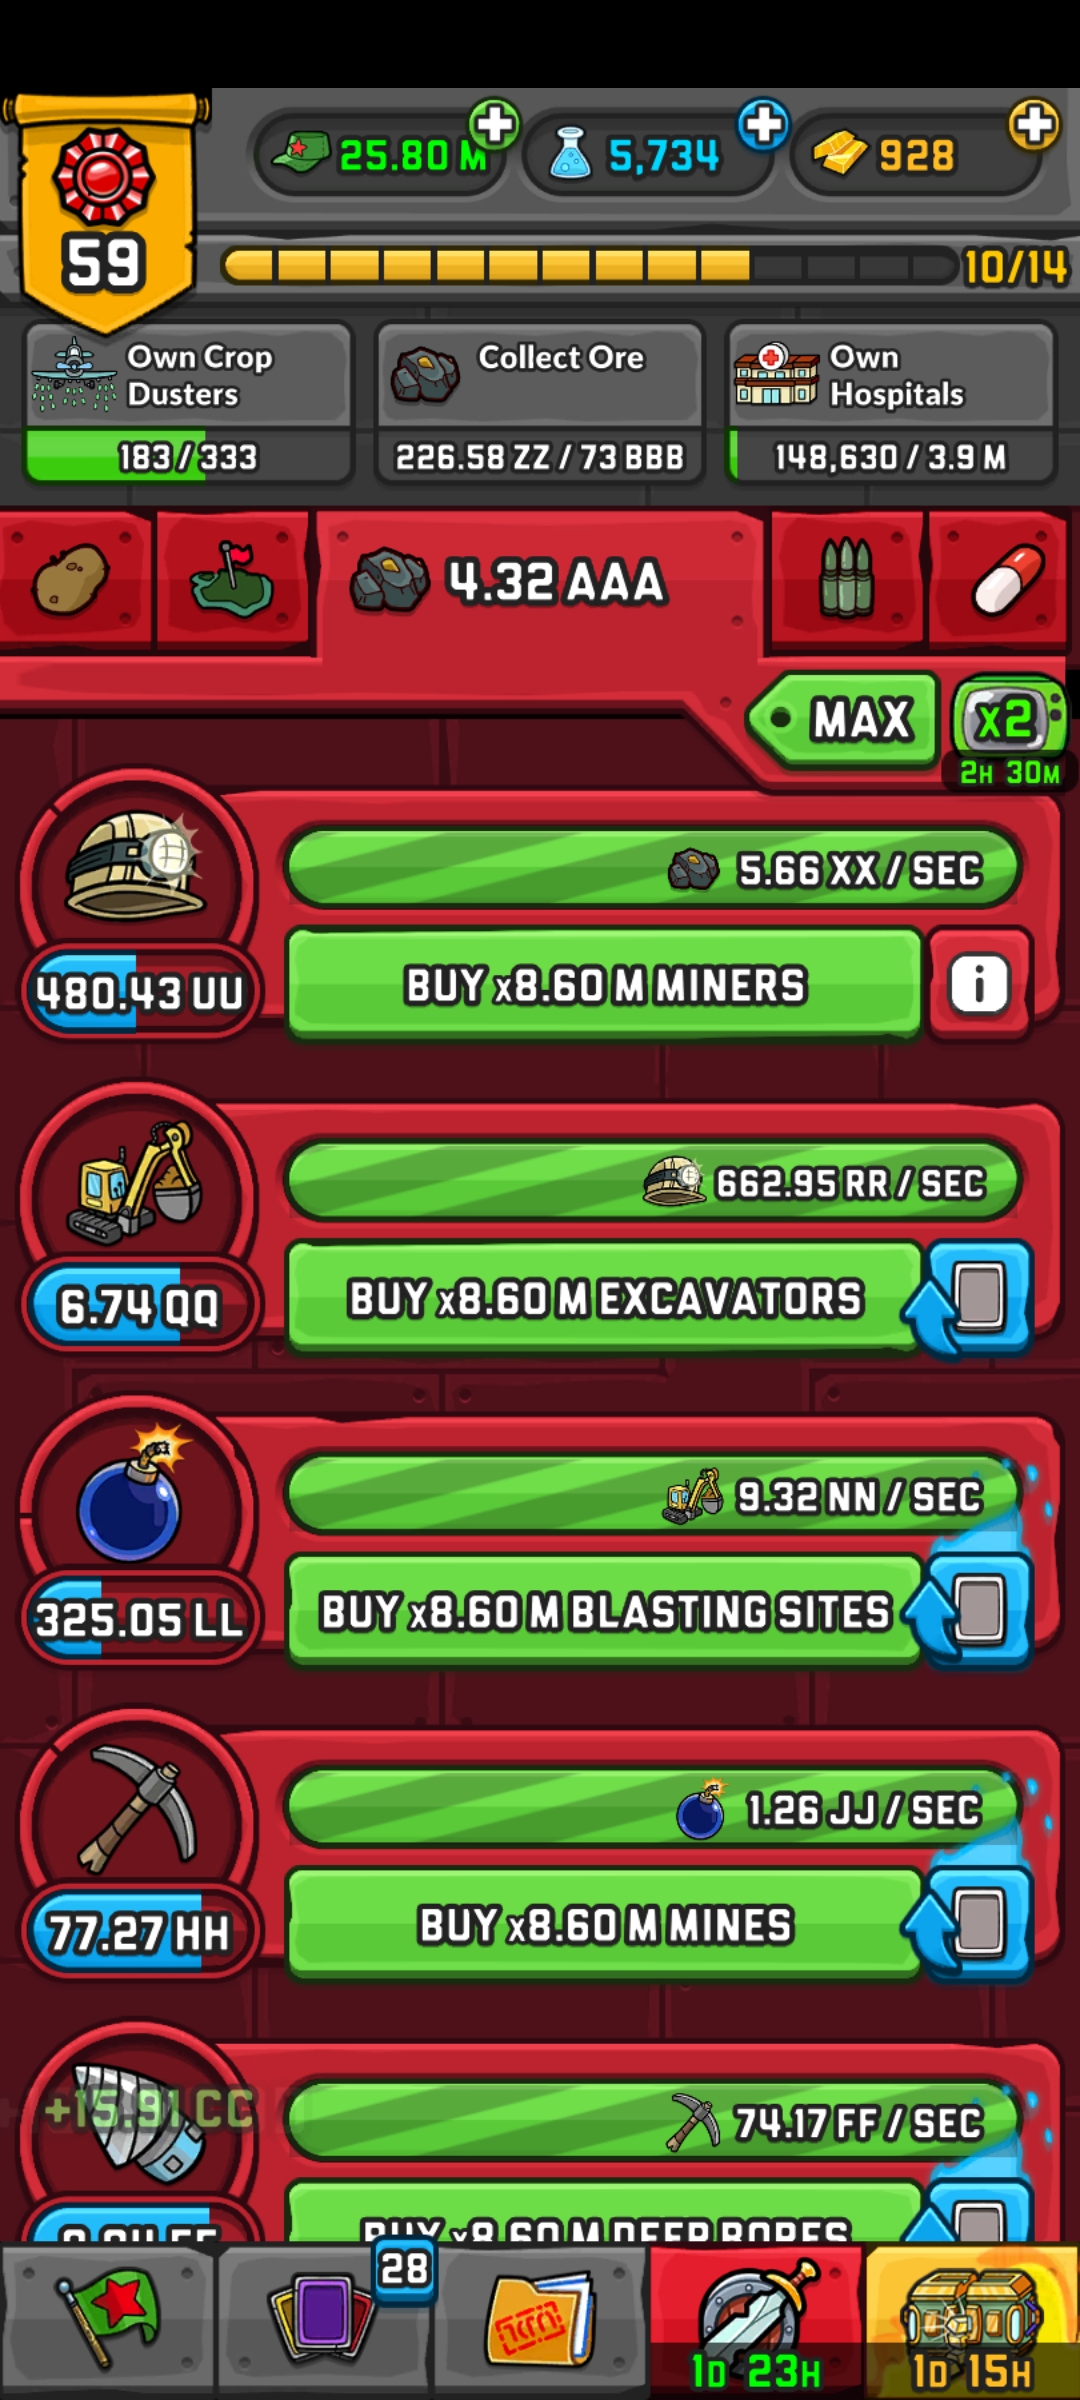 25.80 M
5,734
928
59
10/14
Own Crop
Dusters
183/333
Collect Ore
226.58 ZZ / 73 BBB
Own
Hospitals
148,630 / 3.9 M
4.32 AAA
MAX
x2
2H 30M
5.66 XX / SEC
480.43 UU
BUY x8.60 M MINERS
i
662.95 RR / SEC
6.74 QQ
BUY x8.60 M EXCAVATORS
9.32 NN / SEC
325.05 LL
BUY x8.60 M BLASTING SITES
1.26 JJ / SEC
77.27 HH
BUY x8.60 M MINES
+15.91 CC
74.17 FF / SEC
BUY x8.60 M DEEP BORES
28
1D 23H
1D 15H